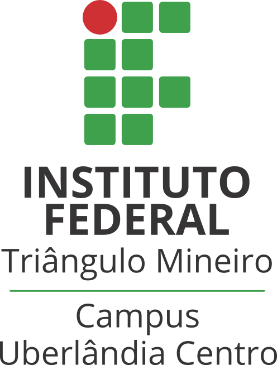 INSTITUTO
FEDERAL
Triângulo Mineiro
Campus
Uberlândia Centro